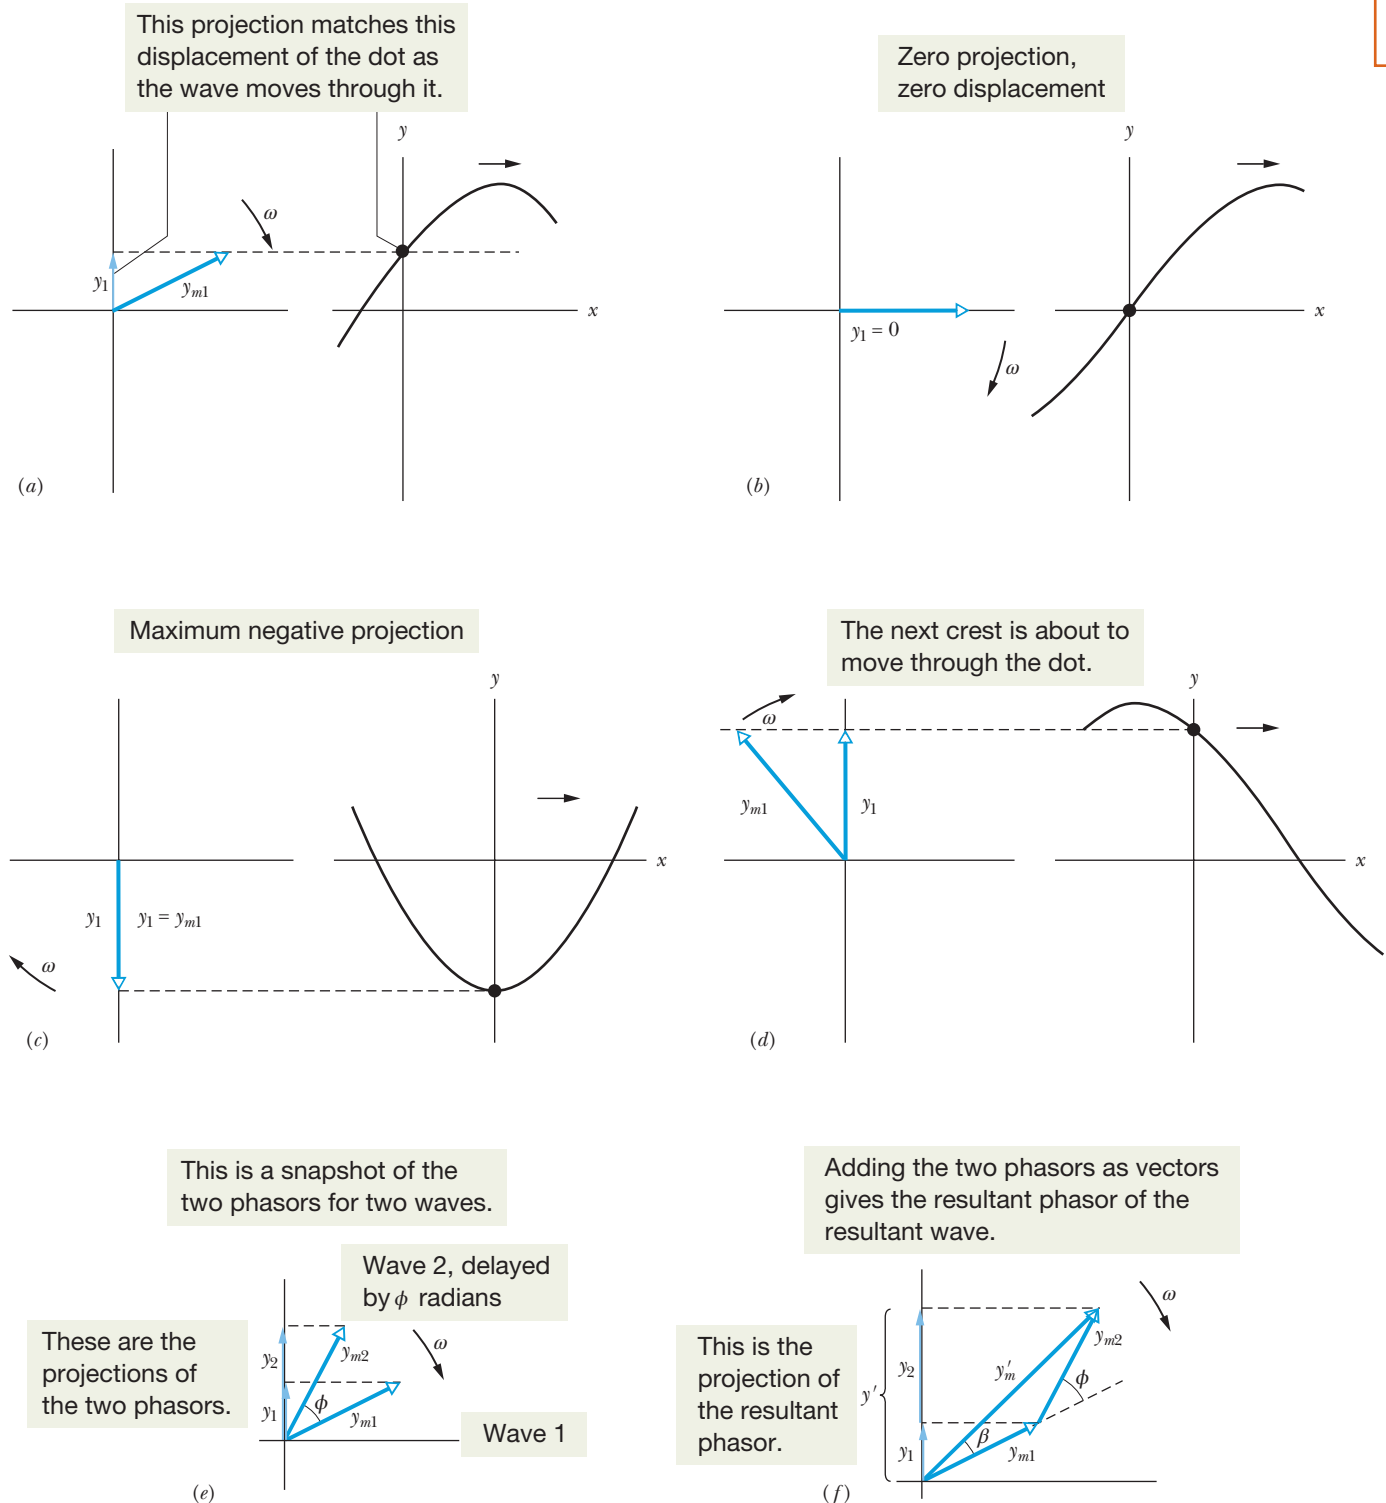 This projection matches this
displacement of the dot as
the wave moves through it.
y
ω
y1
ym1
x
(a)
Zero projection,
zero displacement
y
y1 = 0
x
ω
(b)
Maximum negative projection
y
x
y1
y1 = ym1
ω
(c)
The next crest is about to
move through the dot.
y
ω
ym1
y1
x
(d)
This is a snapshot of the
two phasors for two waves.
Wave 2, delayed
by ϕ radians
These are the
projections of
the two phasors.
ω
y2
ym2
y1
ϕ
ym1
Wave 1
(e)
Adding the two phasors as vectors
gives the resultant phasor of the
resultant wave.
ω
This is the
projection of
the resultant
phasor.
y′
y2
y′m
ym2
ϕ
y1
β
ym1
(f)